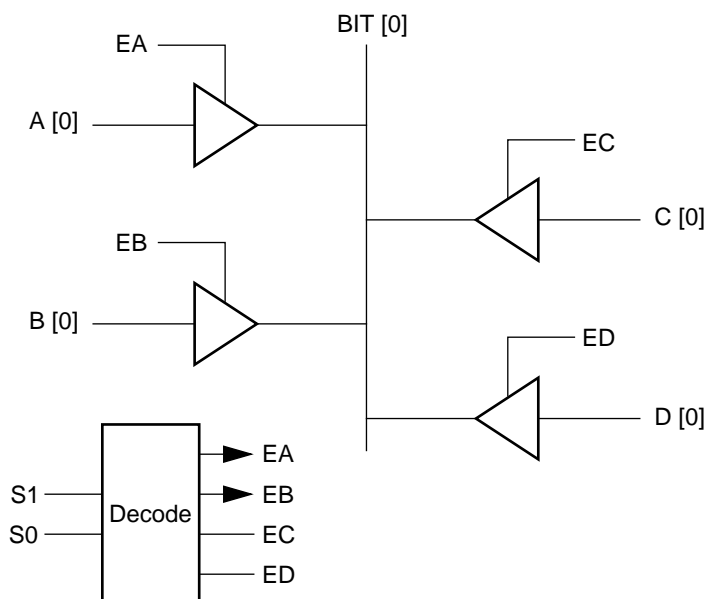 BIT [0]
EA
A [0]
EC
C [0]
EB
B [0]
ED
D [0]
S1
S0
Decode
EA
EB
EC
ED